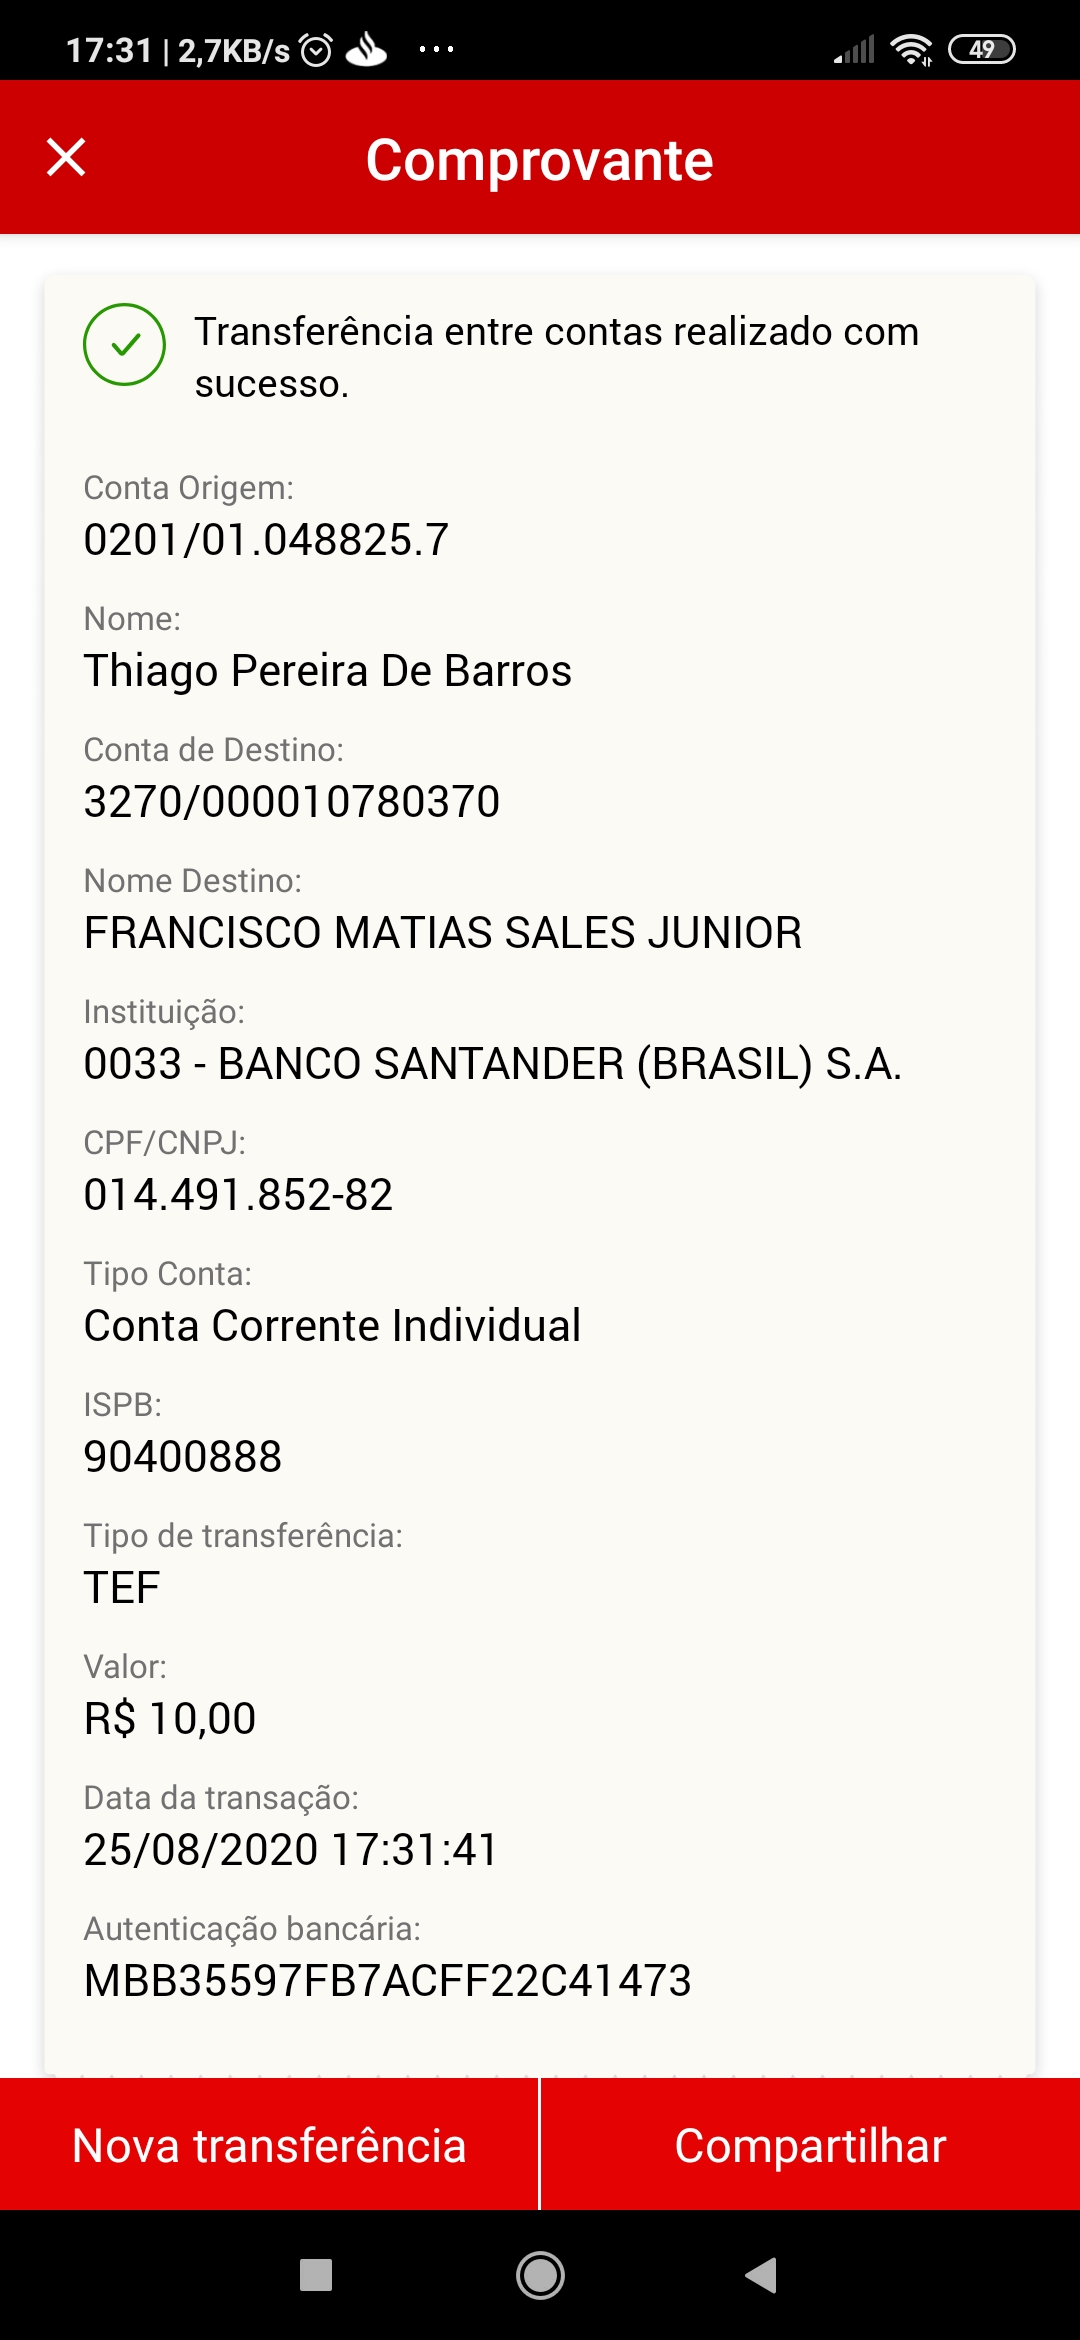 17:31 | 2,7KB/s ... 49
Comprovante
Transferência entre contas realizado com
sucesso.
Conta Origem:
0201/01.048825.7
Nome:
Thiago Pereira De Barros
Conta de Destino:
3270/000010780370
Nome Destino:
FRANCISCO MATIAS SALES JUNIOR
Instituição:
0033 - BANCO SANTANDER (BRASIL) S.A.
CPF/CNPJ:
014.491.852-82
Tipo Conta:
Conta Corrente Individual
ISPB:
90400888
Tipo de transferência:
TEF
Valor:
R$ 10,00
Data da transação:
25/08/2020 17:31:41
Autenticação bancária:
MBB35597FB7ACFF22C41473
Nova transferência
Compartilhar